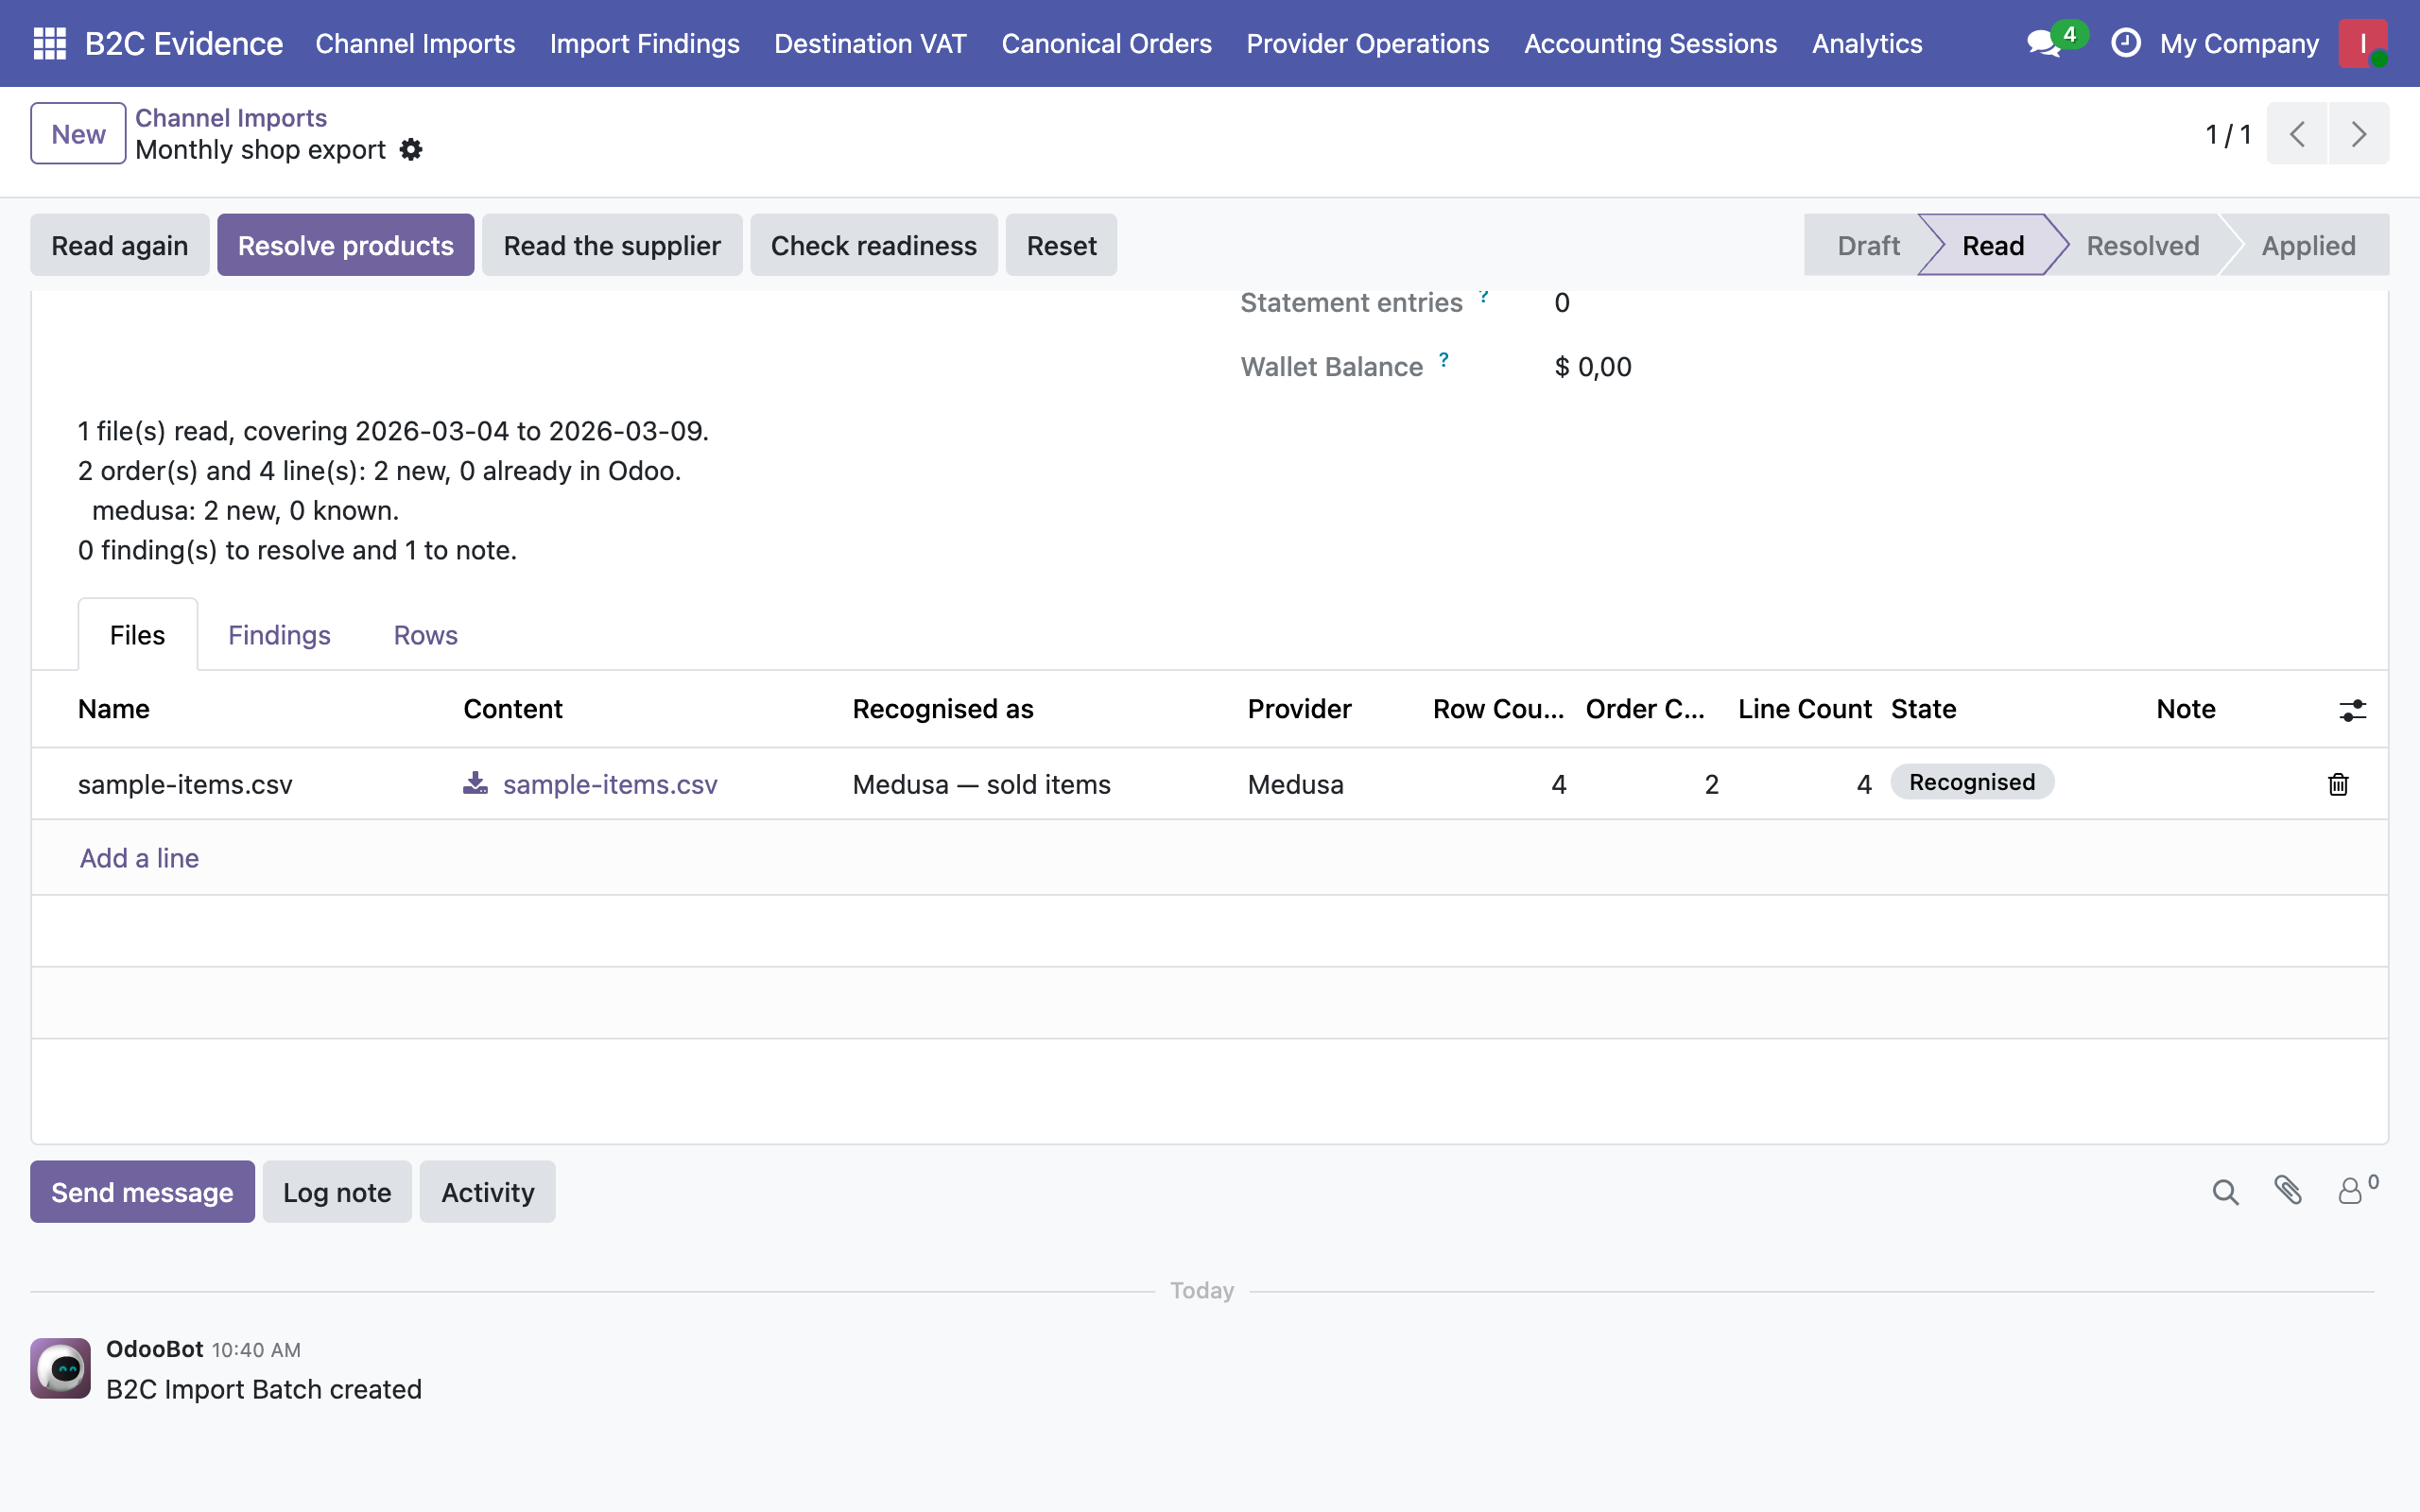 B2C Evidence Channel Imports Import Findings Destination VAT Canonical Orders Provider Operations Accounting Sessions Analytics 4 My Company I
New Channel Imports
Monthly shop export
1 / 1
Read again Resolve products Read the supplier Check readiness Reset Draft Read Resolved Applied
Statement entries ? 0
Wallet Balance ? $ 0,00
1 file(s) read, covering 2026-03-04 to 2026-03-09.
2 order(s) and 4 line(s): 2 new, 0 already in Odoo.
medusa: 2 new, 0 known.
0 finding(s) to resolve and 1 to note.
Files Findings Rows
Name Content Recognised as Provider Row Cou... Order C... Line Count State Note
sample-items.csv sample-items.csv Medusa — sold items Medusa 4 2 4 Recognised
Add a line
Send message Log note Activity 0
Today
OdooBot 10:40 AM
B2C Import Batch created